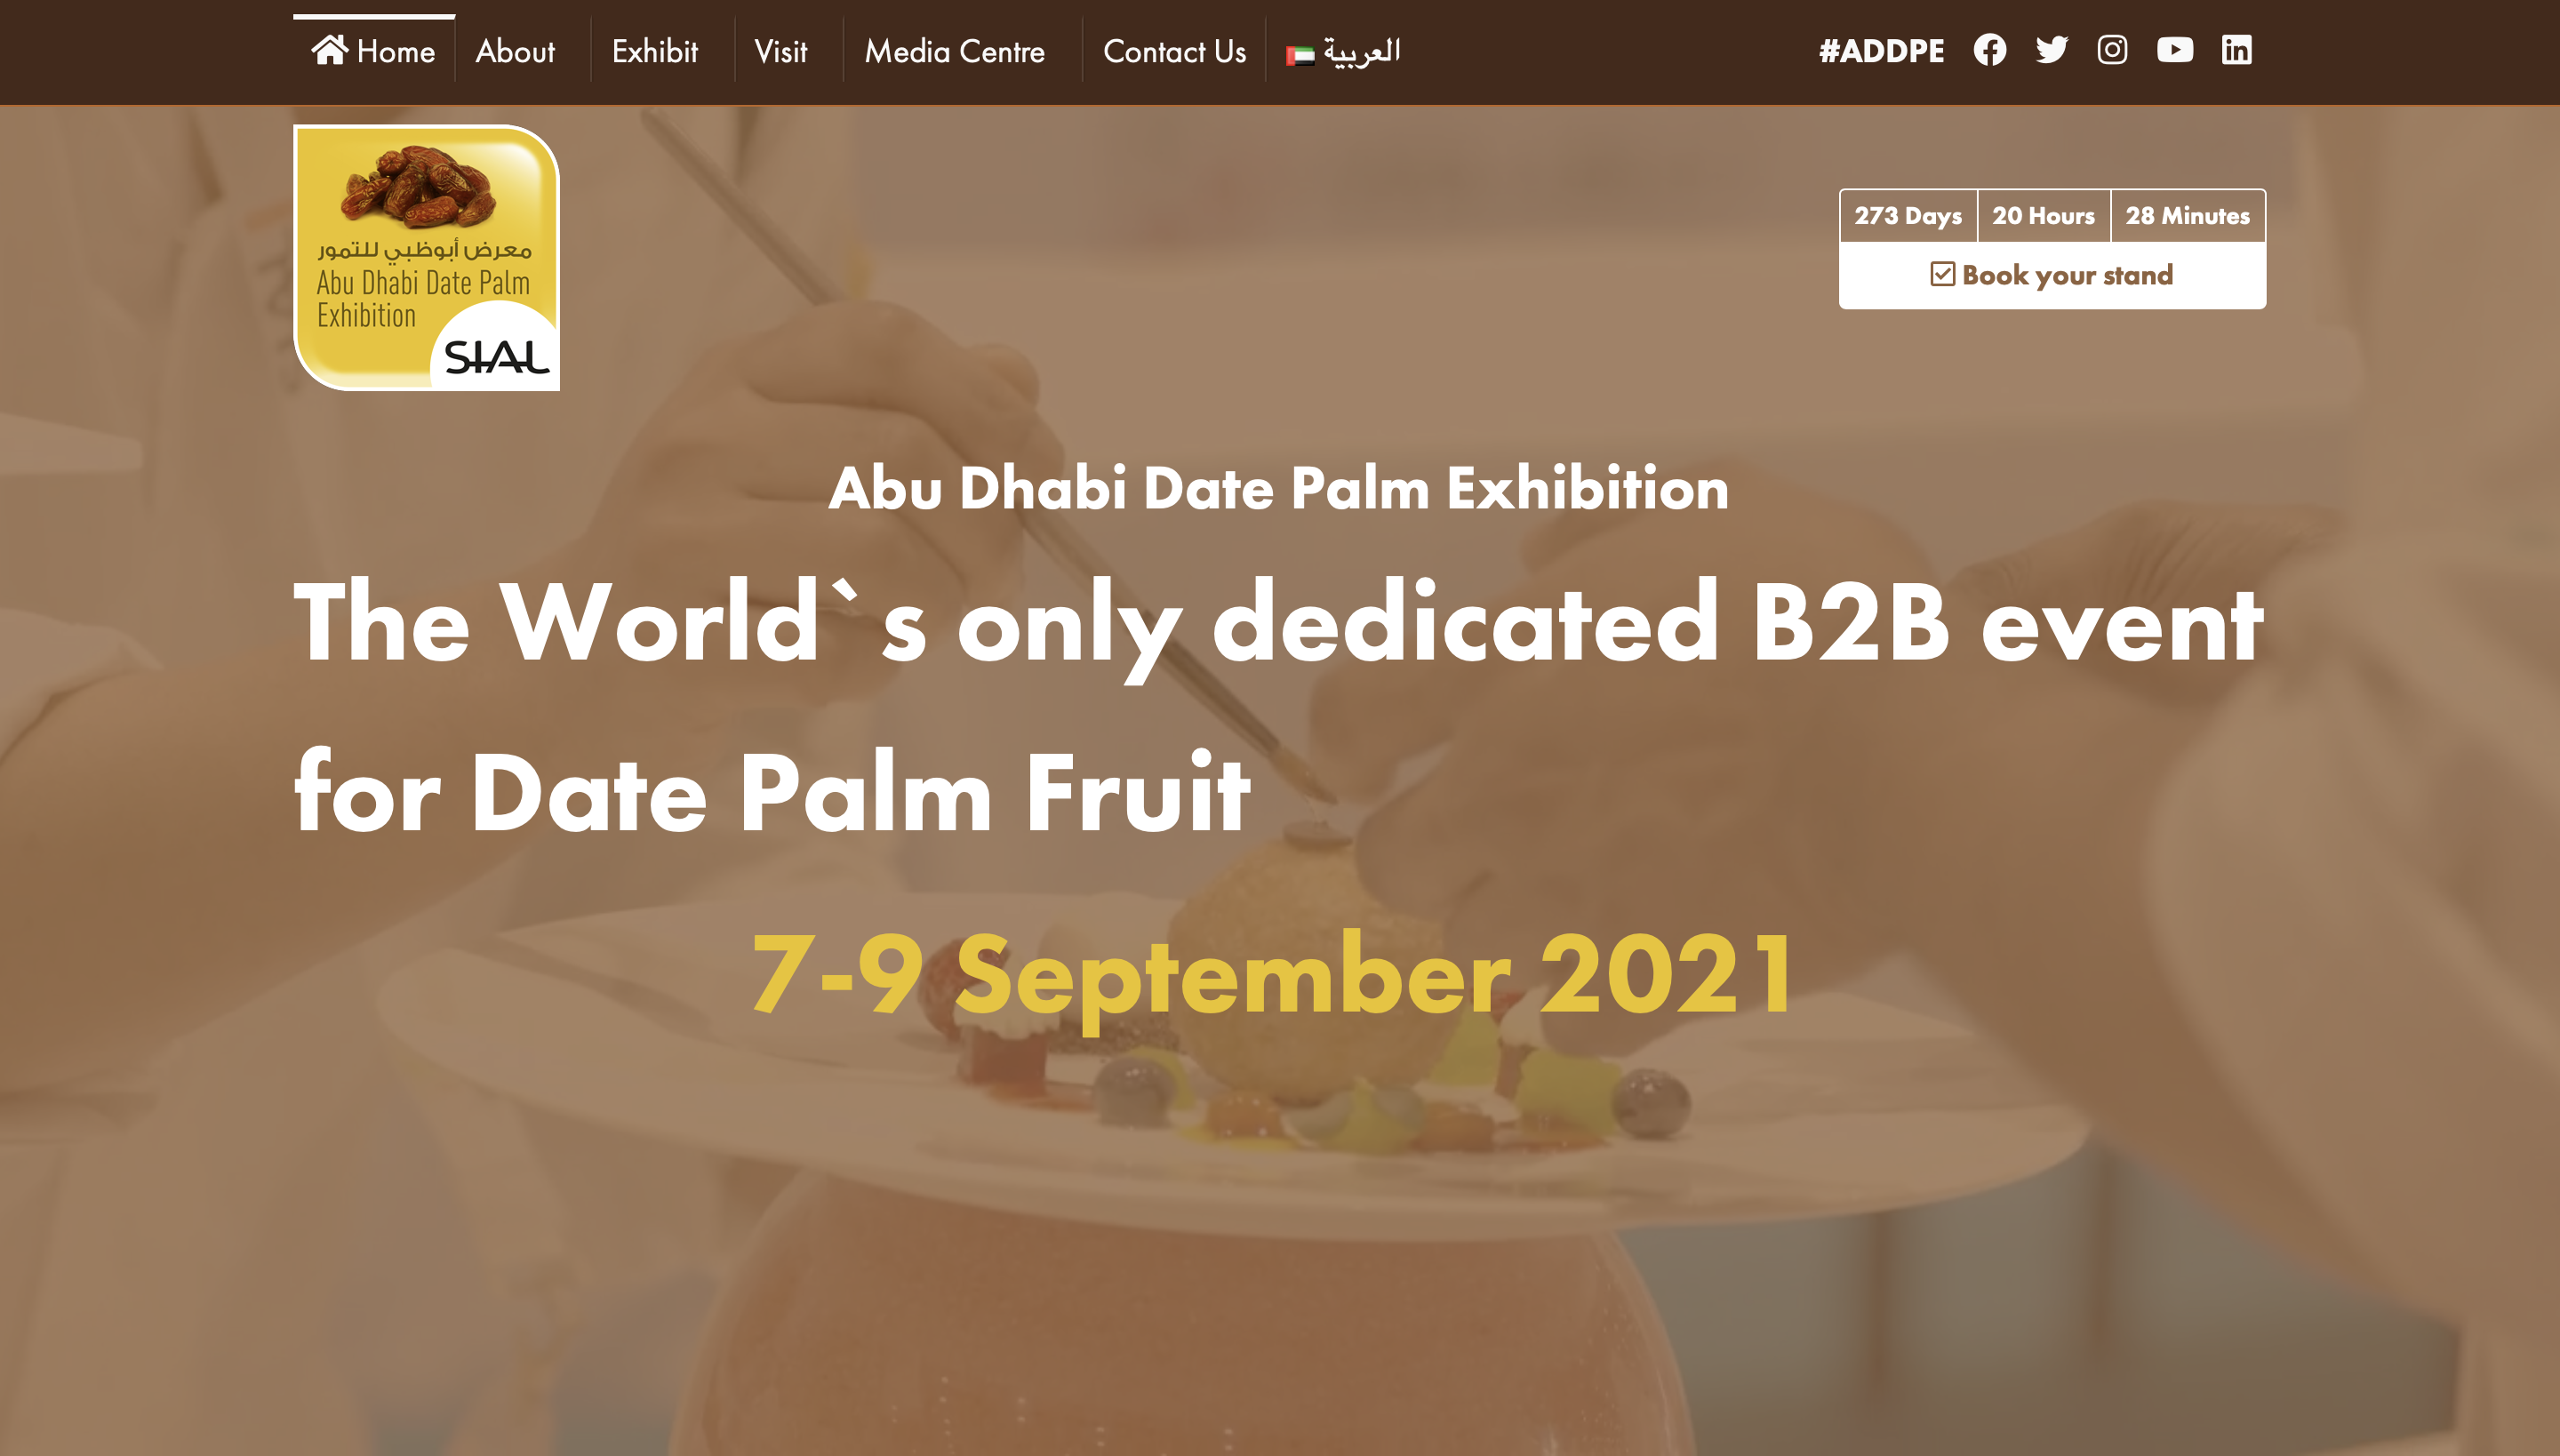 Home About Exhibit Visit Media Centre Contact Us العربية #ADDPE
معرض أبوظبي للتمور
Abu Dhabi Date Palm
Exhibition
SIAL
273 Days 20 Hours 28 Minutes
Book your stand
Abu Dhabi Date Palm Exhibition
The World`s only dedicated B2B event
for Date Palm Fruit
7-9 September 2021